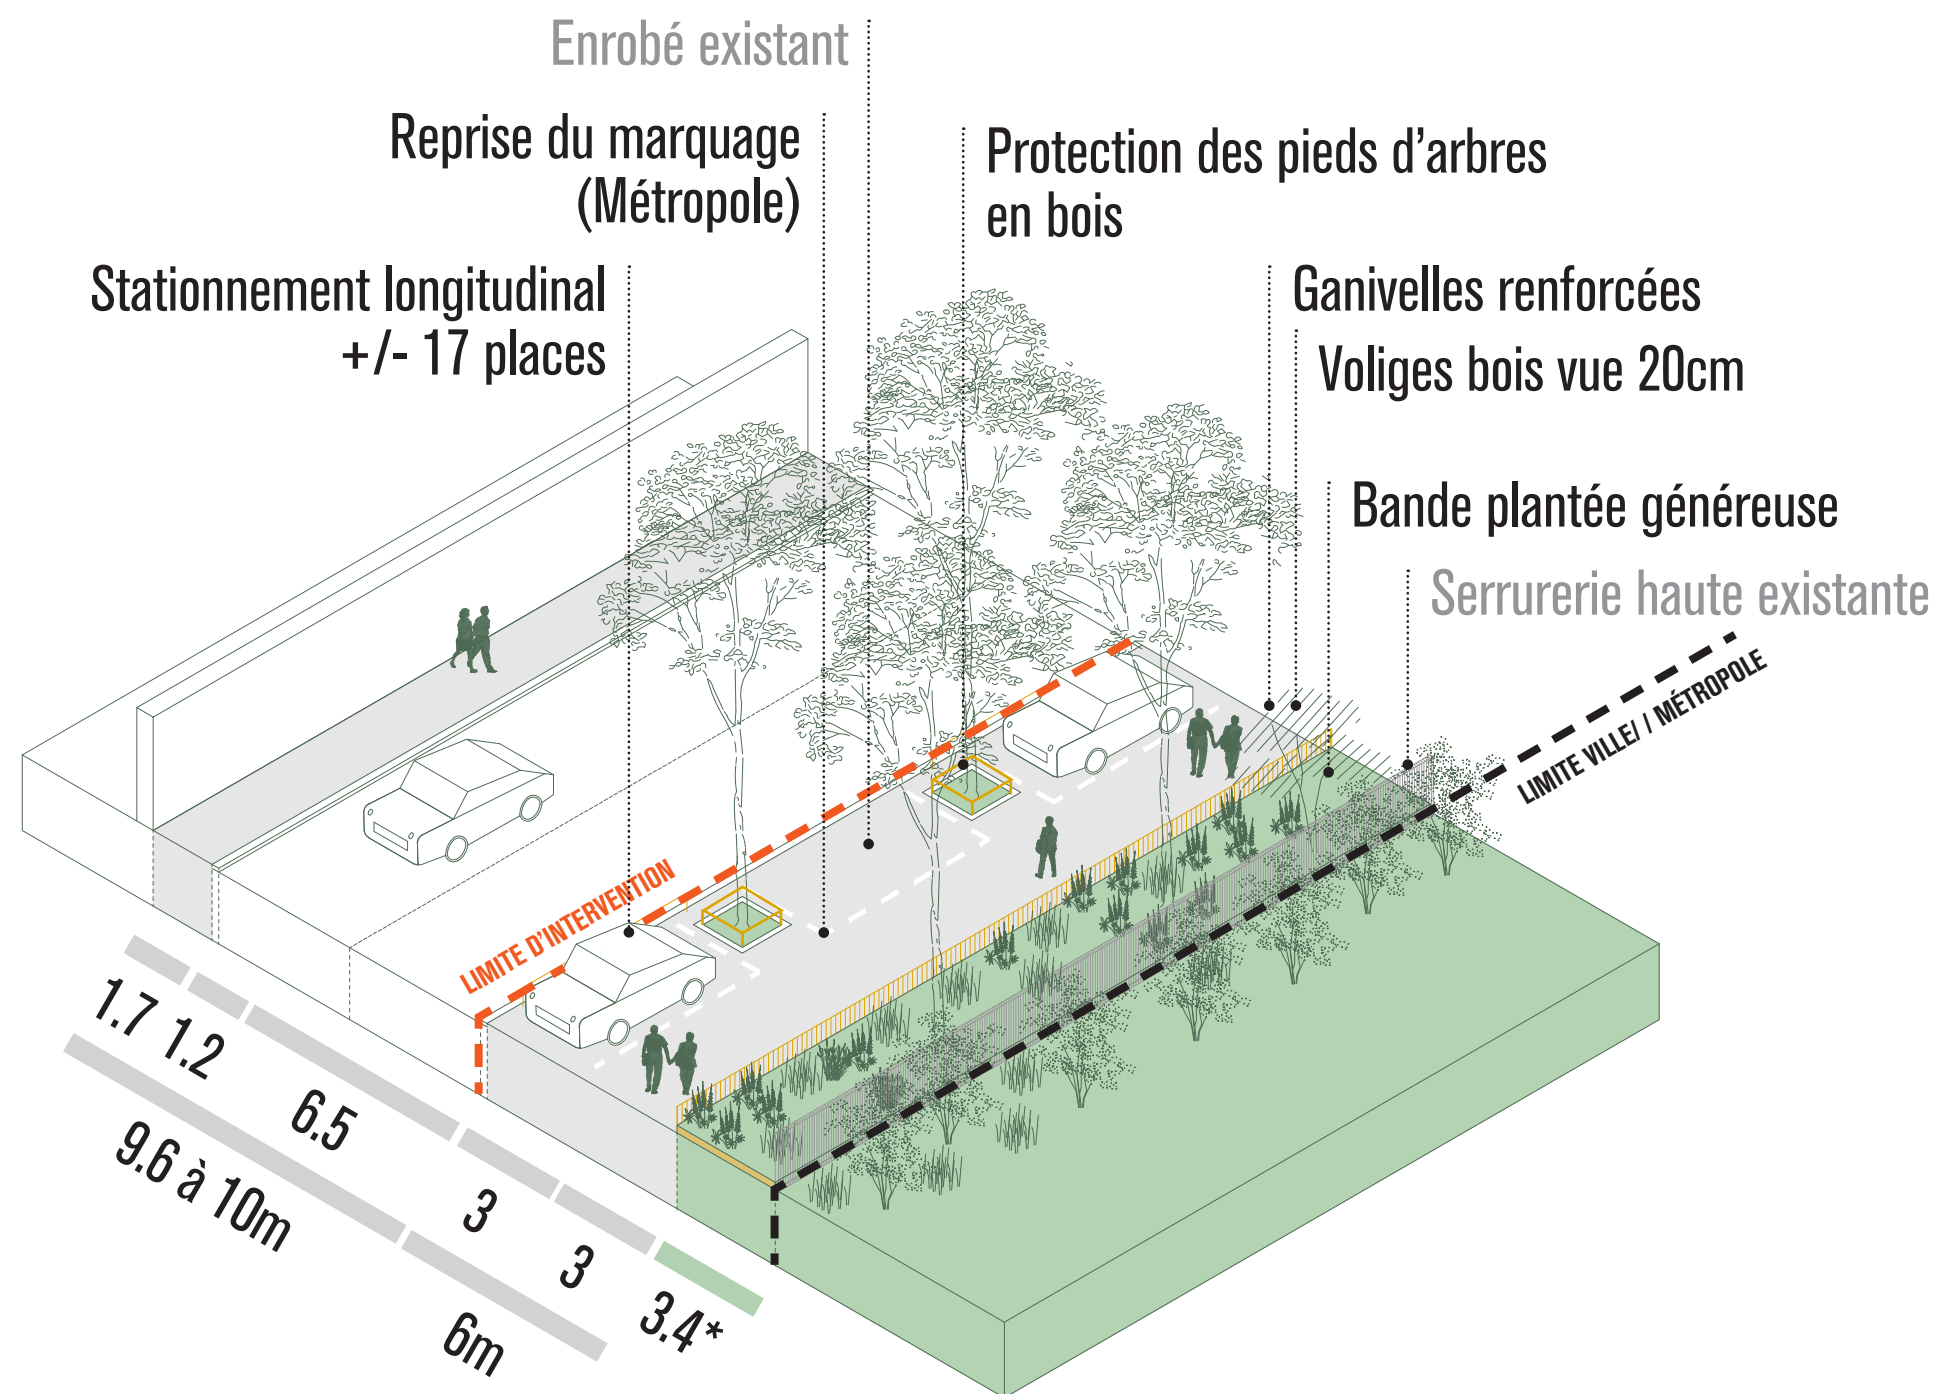 Enrobé existant
Reprise du marquage
(Métropole)
Protection des pieds d'arbres
en bois
Stationnement longitudinal
+/- 17 places
Ganivelles renforcées
Voliges bois vue 20cm
Bande plantée généreuse
Serrurerie haute existante
LIMITE VILLE/ / MÉTROPOLE
LIMITE D'INTERVENTION
1.7 1.2
6.5
3
3
3.4*
9.6 à 10m
6m